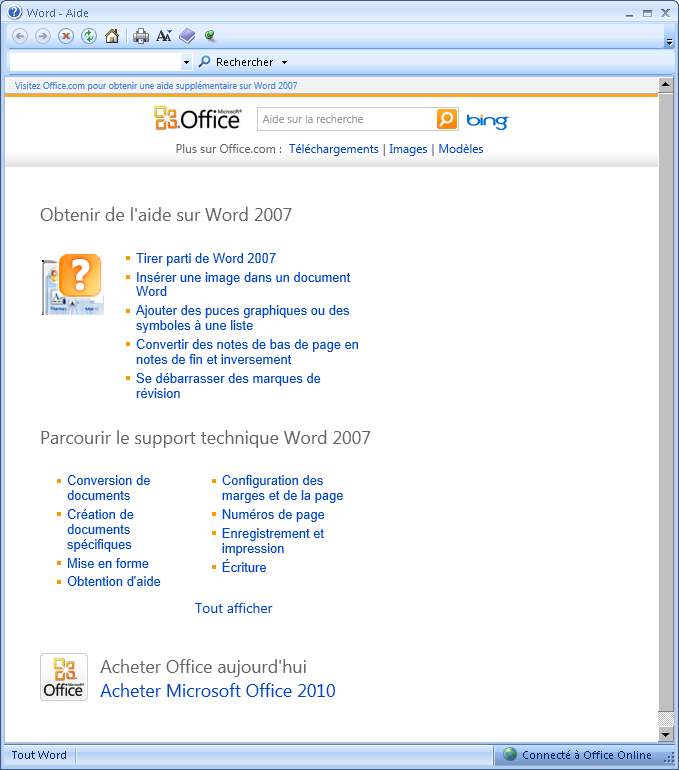 Word - Aide
Rechercher
Visitez Office.com pour obtenir une aide supplémentaire sur Word 2007
Microsoft®
Office
Aide sur la recherche
bing
Plus sur Office.com : Téléchargements | Images | Modèles
Obtenir de l'aide sur Word 2007
Tirer parti de Word 2007
Insérer une image dans un document
Word
Ajouter des puces graphiques ou des
symboles à une liste
Convertir des notes de bas de page en
notes de fin et inversement
Se débarrasser des marques de
révision
Parcourir le support technique Word 2007
Conversion de
documents
Création de
documents
spécifiques
Mise en forme
Obtention d'aide
Configuration des
marges et de la page
Numéros de page
Enregistrement et
impression
Écriture
Tout afficher
Office
Acheter Office aujourd'hui
Acheter Microsoft Office 2010
Tout Word
Connecté à Office Online